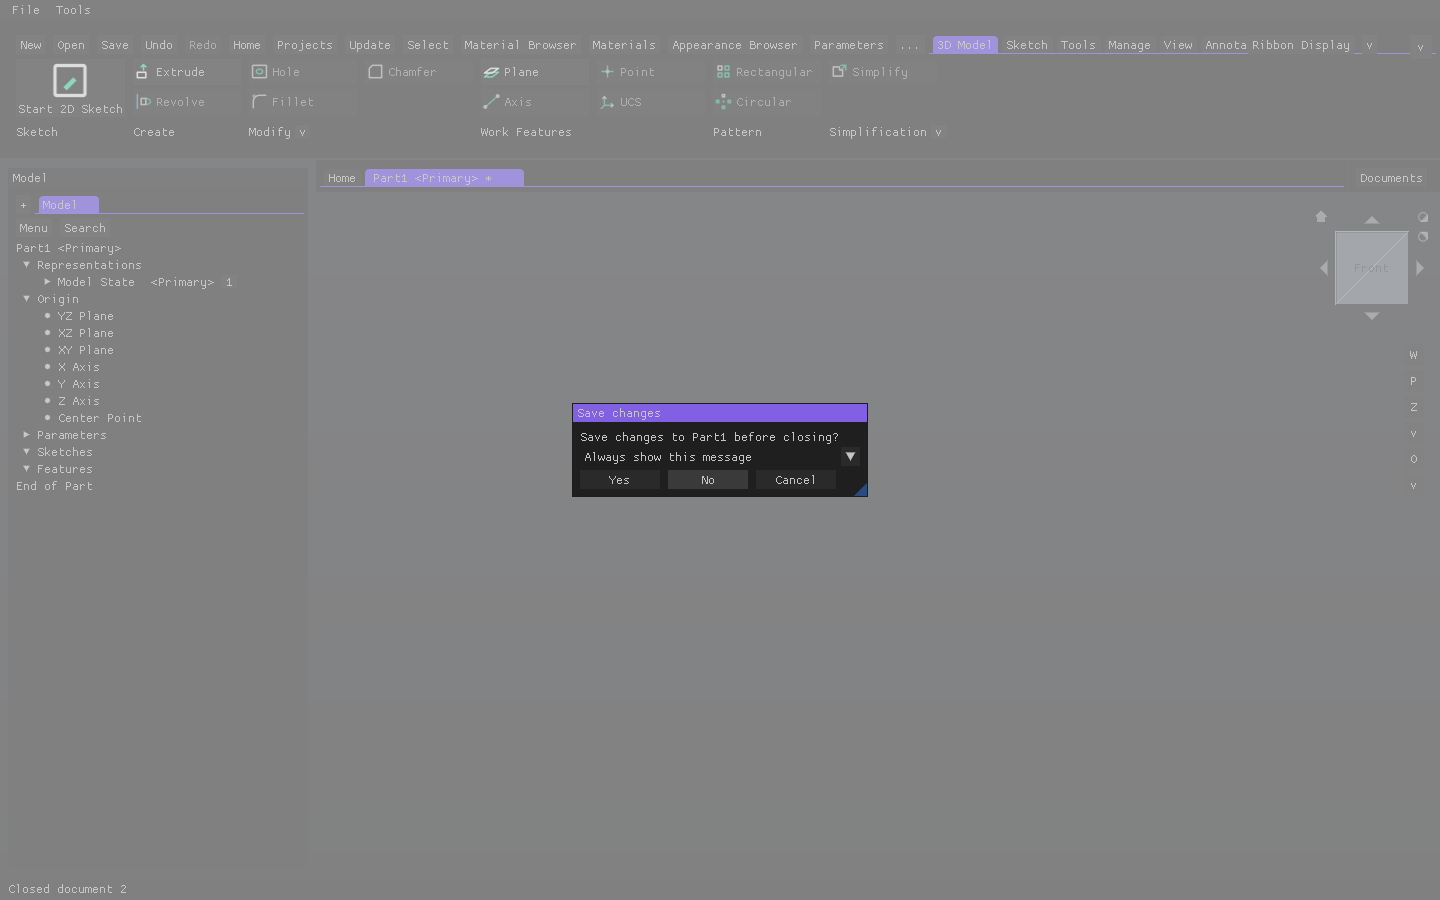 File Tools
New Open Save Undo Redo Home Projects Update Select Material Browser Materials Appearance Browser Parameters ... 3D Model Sketch Tools Manage View Annota Ribbon Display v v
Extrude Hole Chamfer Plane Point Rectangular Simplify
Start 2D Sketch Revolve Fillet Axis UCS Circular
Sketch Create Modify v Work Features Pattern Simplification v
Model
Home Part1 <Primary> * Documents
+ Model
Menu Search
Part1 <Primary>
Representations
Model State <Primary> 1
Origin
YZ Plane
XZ Plane
XY Plane
X Axis
Y Axis
Z Axis
Center Point
Parameters
Sketches
Features
End of Part
Front
W
P
Z
v
O
v
Save changes
Save changes to Part1 before closing?
Always show this message
Yes No Cancel
Closed document 2